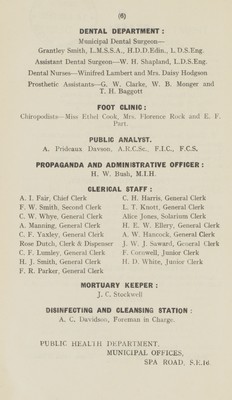 (6)
DENTAL DEPARTMENT :
Municipal Dental Surgeon—
Grantley Smith, L.M.S.S.A., H.D.D.Edin., L.D.S.Eng.
Assistant Dental Surgeon—W. H. Shapland, L.D.S.Eng.
Dental Nurses—Winifred Lambert and Mrs. Daisy Hodgson
Prosthetic Assistants—G. W. Clarke, W. B. Monger and
T. H. Baggott
FOOT CLINIC :
Chiropodists—Miss Ethel Cook, Mrs. Florence Rock and E. F.
Part.
PUBLIC ANALYST.
A. Prideaux Davson, A.R.C.Sc., F.I.C., F.C.S.
PROPAGANDA AND ADMINISTRATIVE OFFICER :
H. W. Bush, M.I.H.
CLERICAL STAFF :
A. I. Fair, Chief Clerk
F. W. Smith, Second Clerk
C. W. Whye, General Clerk
A. Manning, General Clerk
C. F. Yaxley, General Clerk
Rose Dutch, Clerk & Dispenser
C. F. Lumley, General Clerk
H. J. Smith, General Clerk
F. R. Parker, General Clerk
C. H. Harris, General Clerk
L. T. Knott, General Clerk
Alice Jones, Solarium Clerk
H. E. W. Ellery, General Clerk
A. W. Hancock, General Clerk
J. W. J. Saward, General Clerk
F. Cornwell, Junior Clerk
H. D. White, Junior Clerk
MORTUARY KEEPER :
J. C. Stockwell
DISINFECTING AND CLEANSING STATION :
A. C. Davidson, Foreman in Charge.
PUBLIC HEALTH DEPARTMENT,
MUNICIPAL OFFICES,
SPA ROAD, S.E.16.